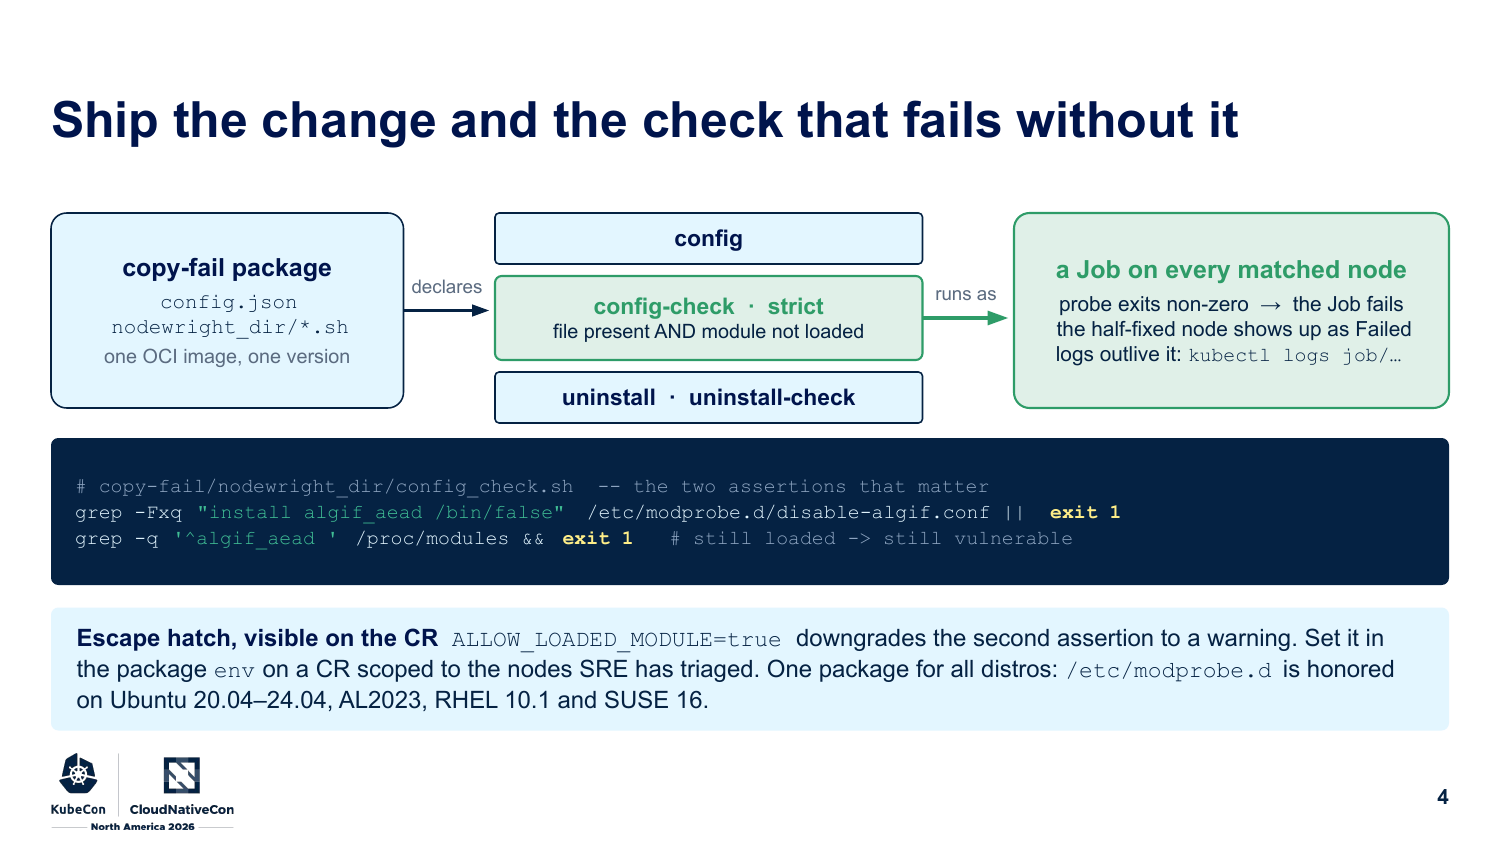 Ship the change and the check that fails without it
copy-fail package
config.json
nodewright_dir/*.sh
one OCI image, one version
declares
config
config-check · strict
file present AND module not loaded
uninstall · uninstall-check
runs as
a Job on every matched node
probe exits non-zero → the Job fails
the half-fixed node shows up as Failed
logs outlive it: kubectl logs job/…
# copy-fail/nodewright_dir/config_check.sh -- the two assertions that matter
grep -Fxq "install algif_aead /bin/false" /etc/modprobe.d/disable-algif.conf || exit 1
grep -q '^algif_aead ' /proc/modules && exit 1 # still loaded -> still vulnerable
Escape hatch, visible on the CR ALLOW_LOADED_MODULE=true downgrades the second assertion to a warning. Set it in
the package env on a CR scoped to the nodes SRE has triaged. One package for all distros: /etc/modprobe.d is honored
on Ubuntu 20.04–24.04, AL2023, RHEL 10.1 and SUSE 16.
KubeCon
CloudNativeCon
North America 2026
4